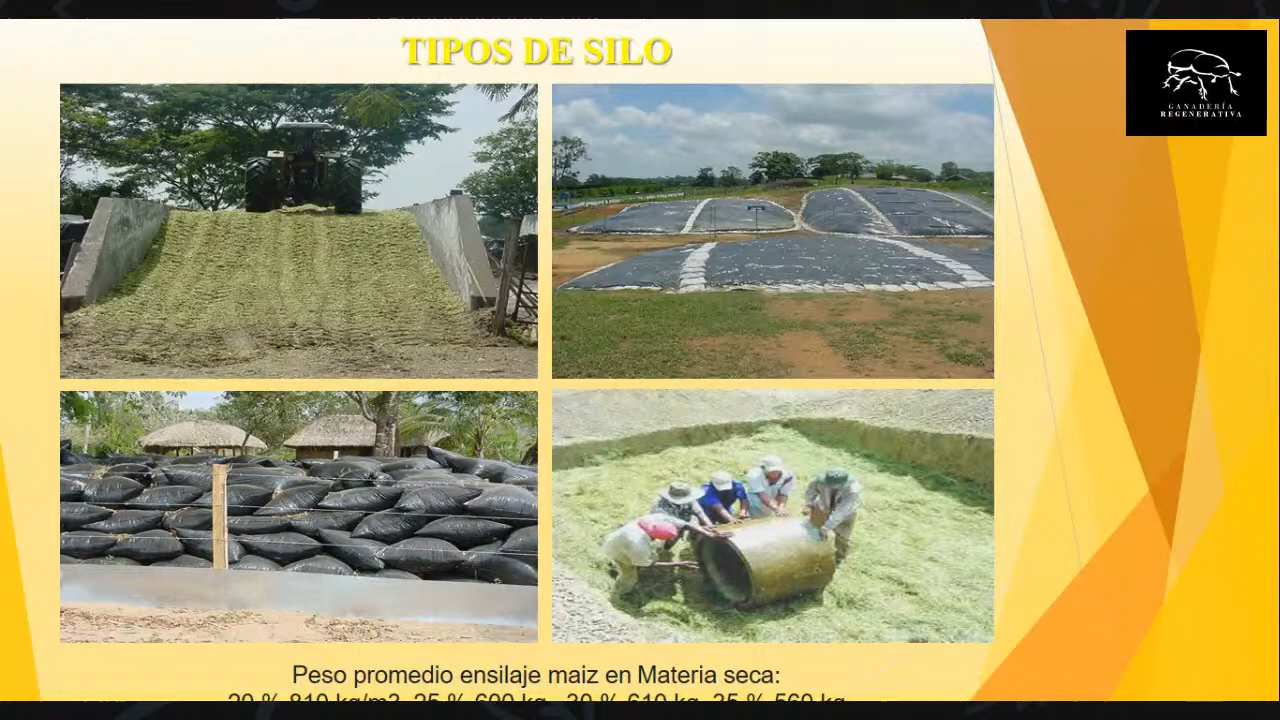 TIPOS DE SILO
GANADERÍA
REGENERATIVA
Peso promedio ensilaje maiz en Materia seca: